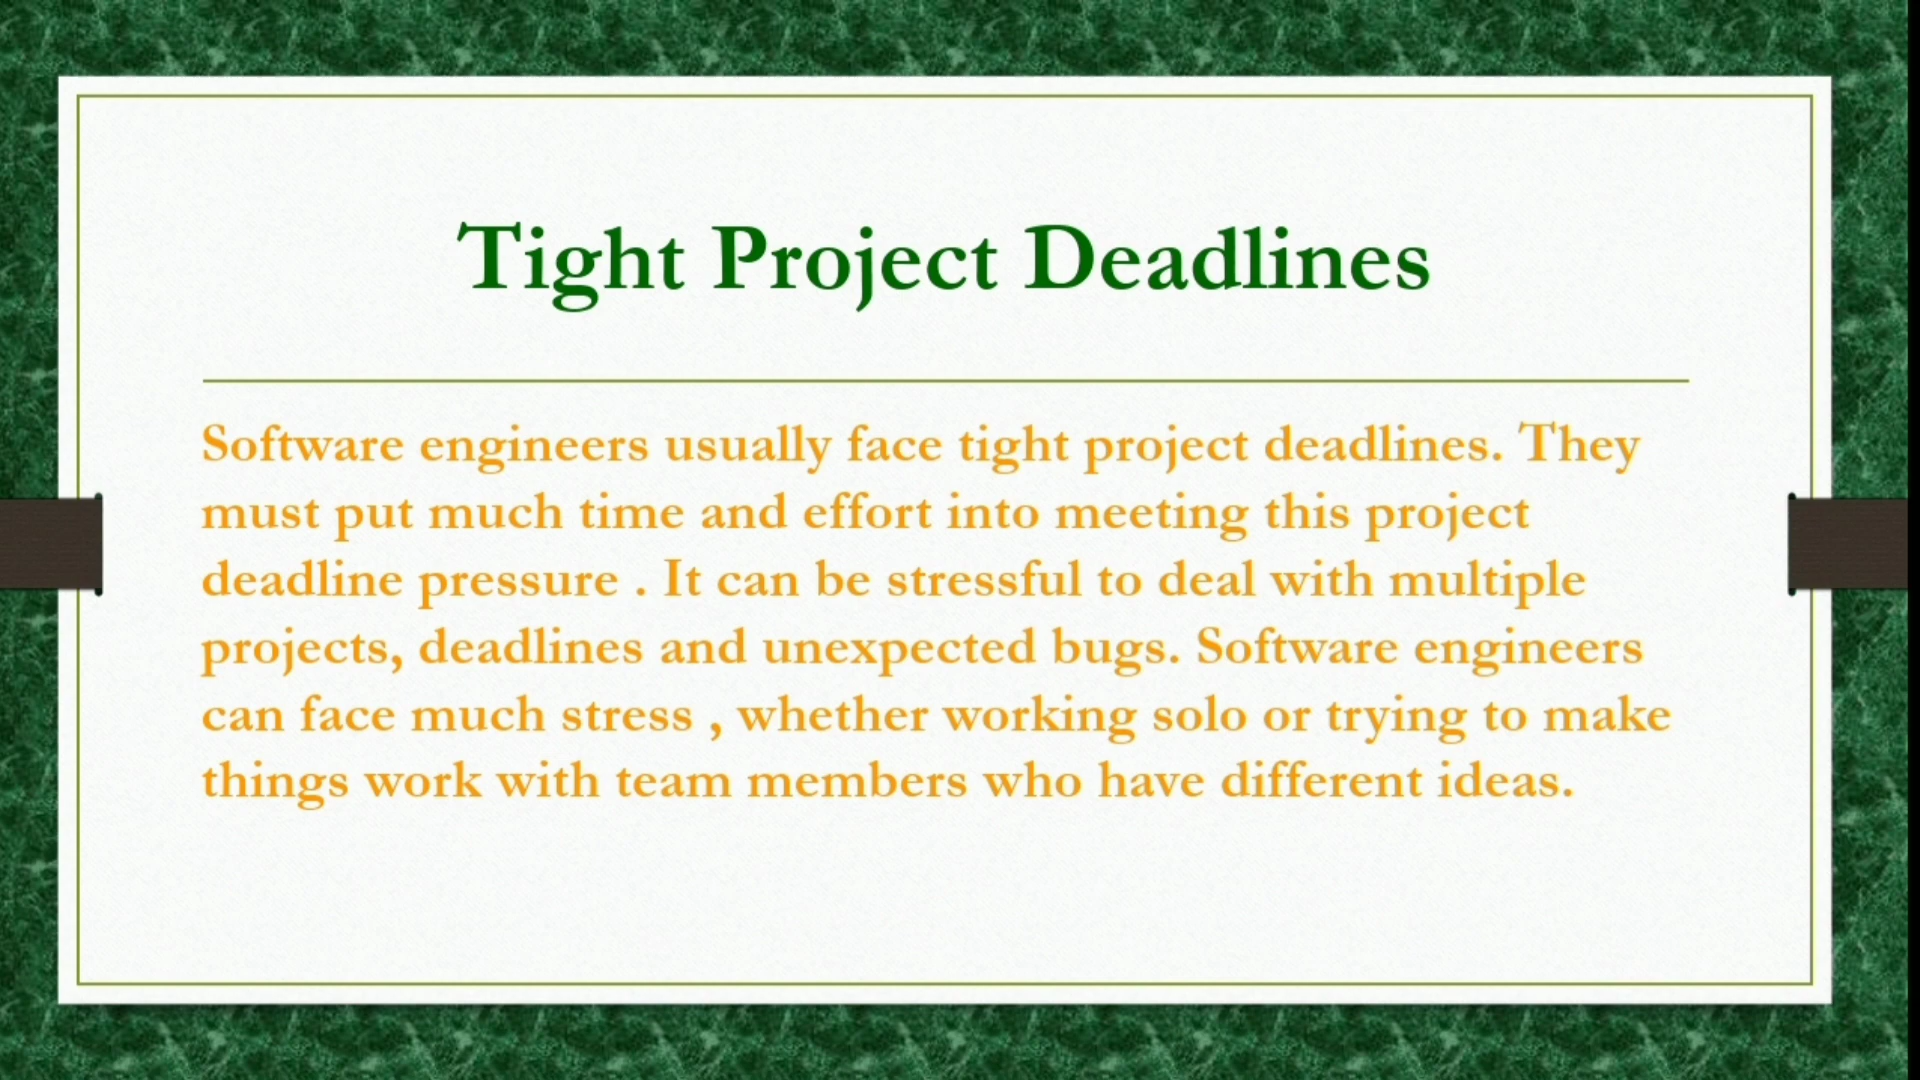 Tight Project Deadlines
Software engineers usually face tight project deadlines. They
must put much time and effort into meeting this project
deadline pressure . It can be stressful to deal with multiple
projects, deadlines and unexpected bugs. Software engineers
can face much stress , whether working solo or trying to make
things work with team members who have different ideas.